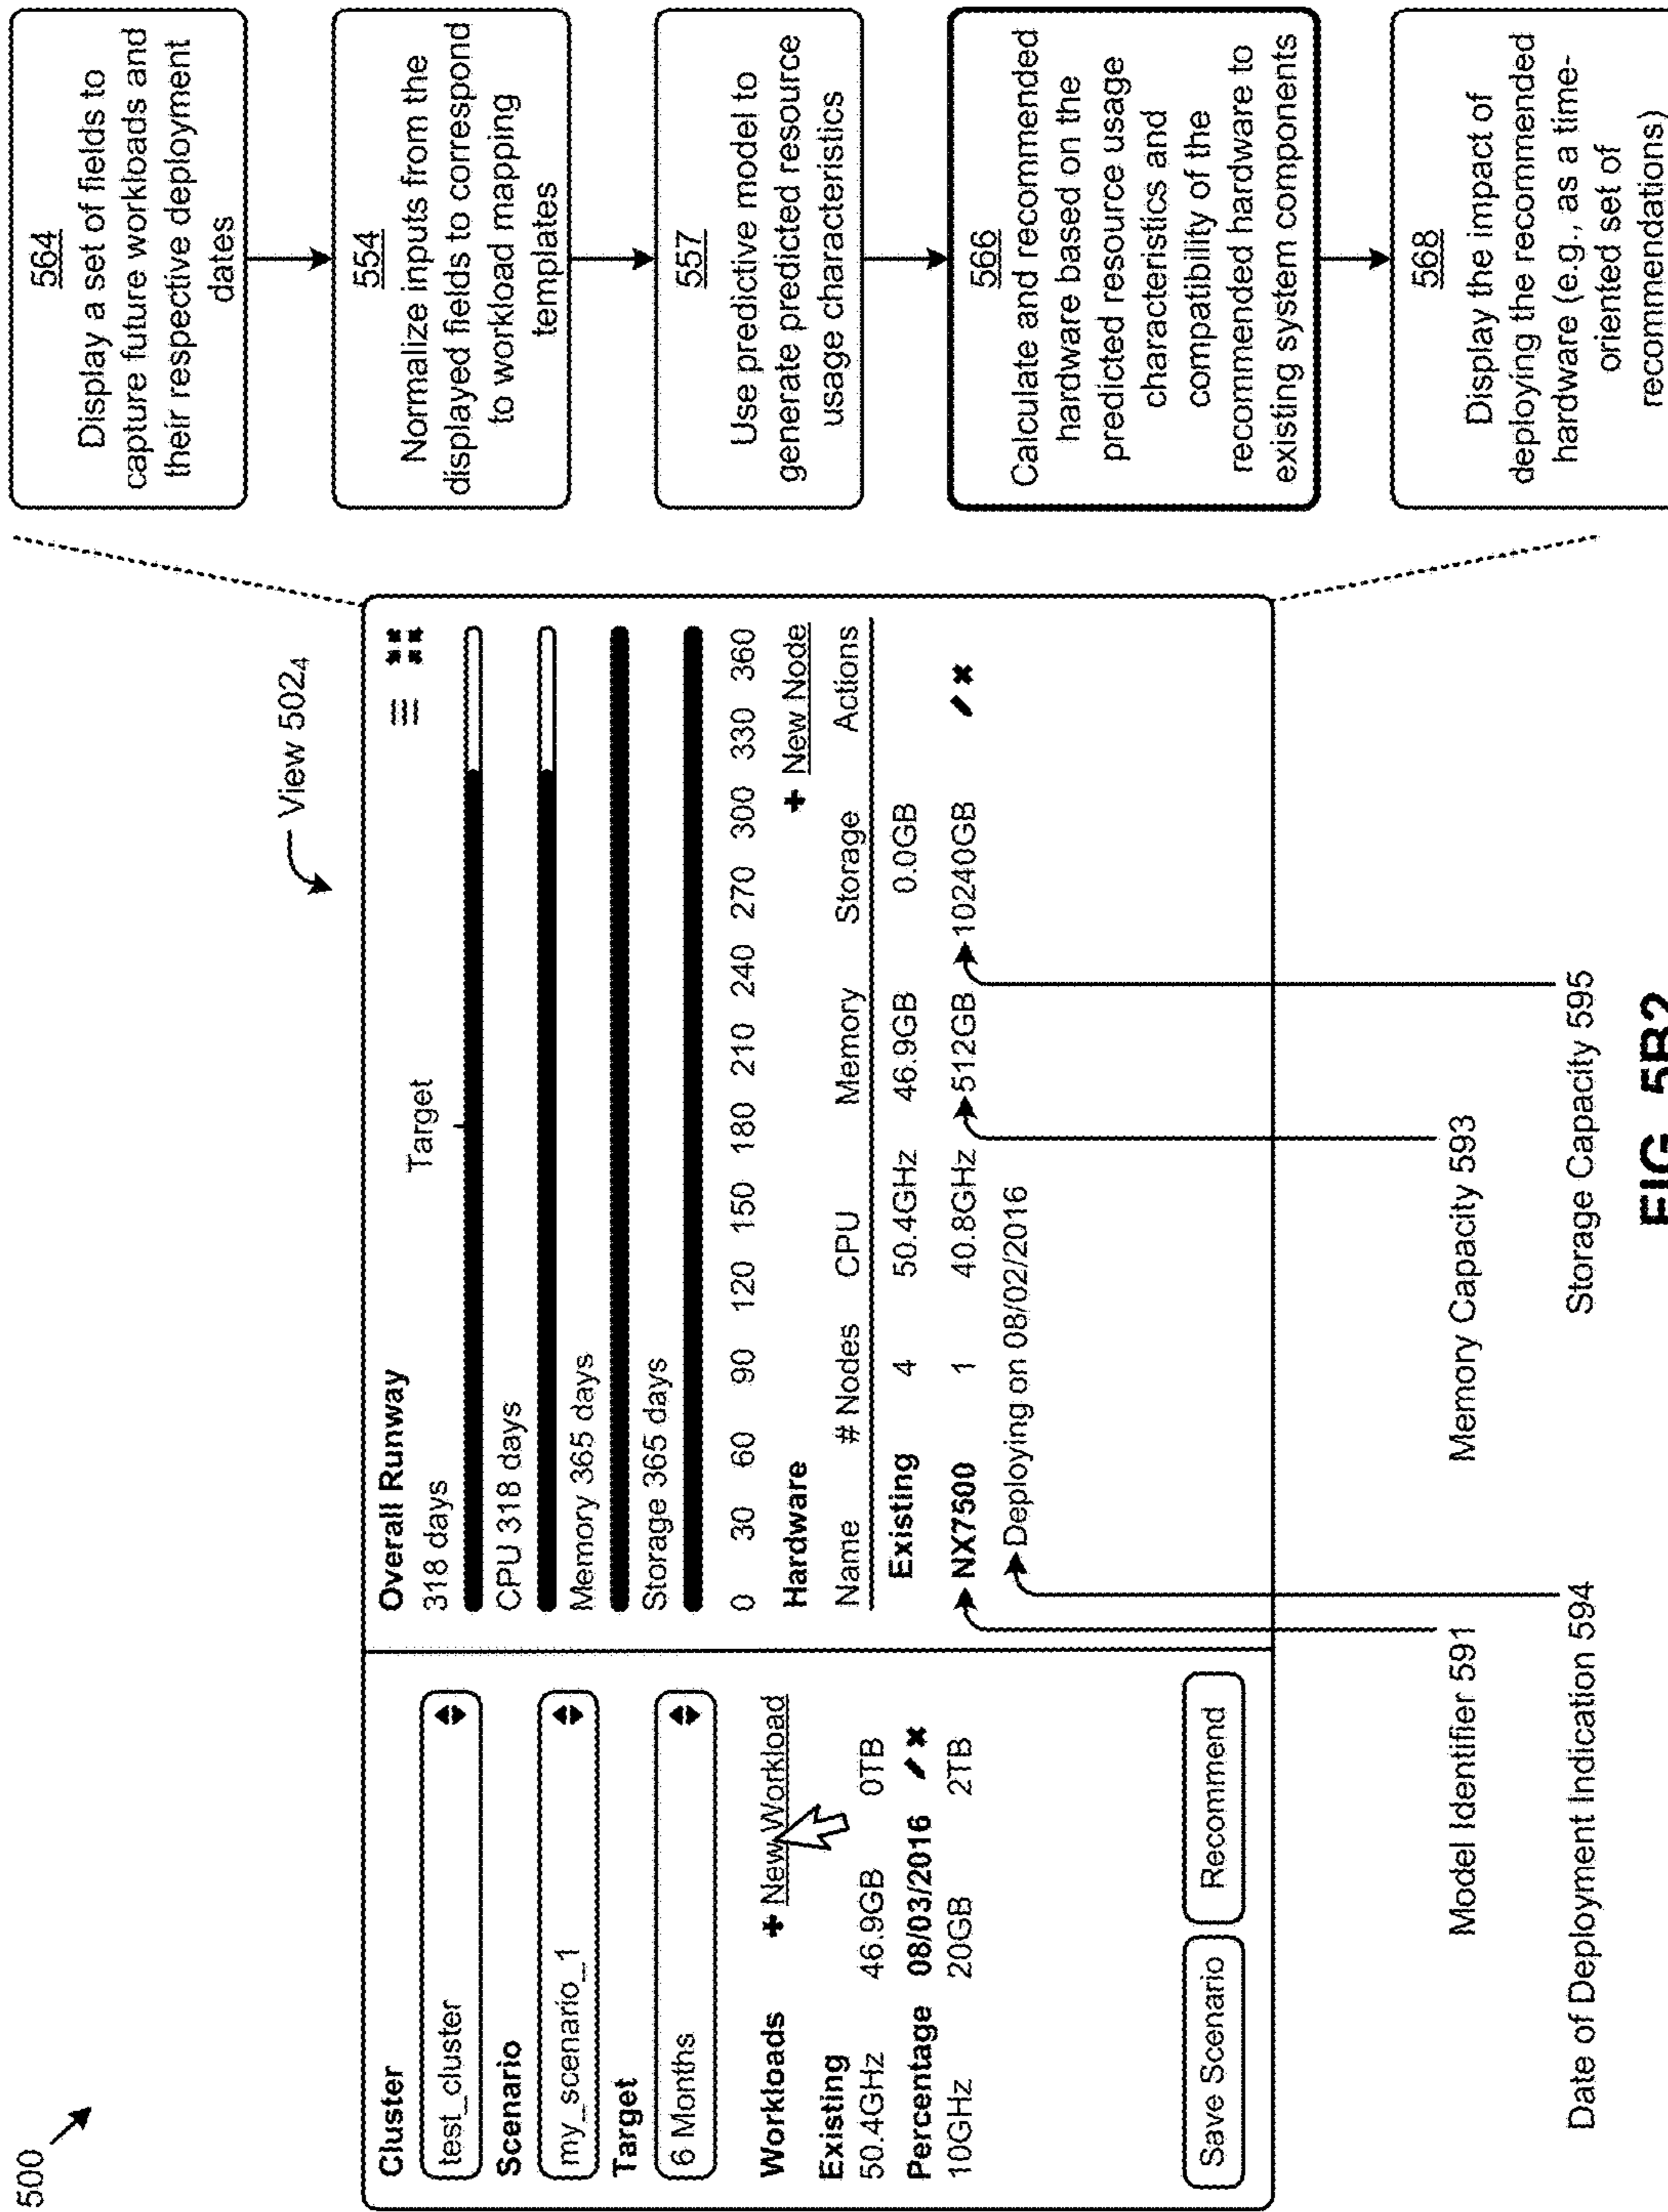 500
View 502₄
Cluster
test_cluster
Scenario
my_scenario_1
Target
6 Months
Workloads + New Workload
Existing
50.4GHz 46.9GB 0TB
Percentage 08/03/2016
10GHz 20GB 2TB
Save Scenario Recommend
Overall Runway
318 days
Target
CPU 318 days
Memory 365 days
Storage 365 days
0 30 60 90 120 150 180 210 240 270 300 330 360
Hardware + New Node
Name # Nodes CPU Memory Storage Actions
Existing 4 50.4GHz 46.9GB 0.0GB
NX7500 1 40.8GHz 512GB 10240GB
Deploying on 08/02/2016
Model Identifier 591
Memory Capacity 593
Date of Deployment Indication 594
Storage Capacity 595
564
Display a set of fields to
capture future workloads and
their respective deployment
dates
554
Normalize inputs from the
displayed fields to correspond
to workload mapping
templates
557
Use predictive model to
generate predicted resource
usage characteristics
566
Calculate and recommended
hardware based on the
predicted resource usage
characteristics and
compatibility of the
recommended hardware to
existing system components
568
Display the impact of
deploying the recommended
hardware (e.g., as a time-
oriented set of
recommendations)
FIG. 5B2